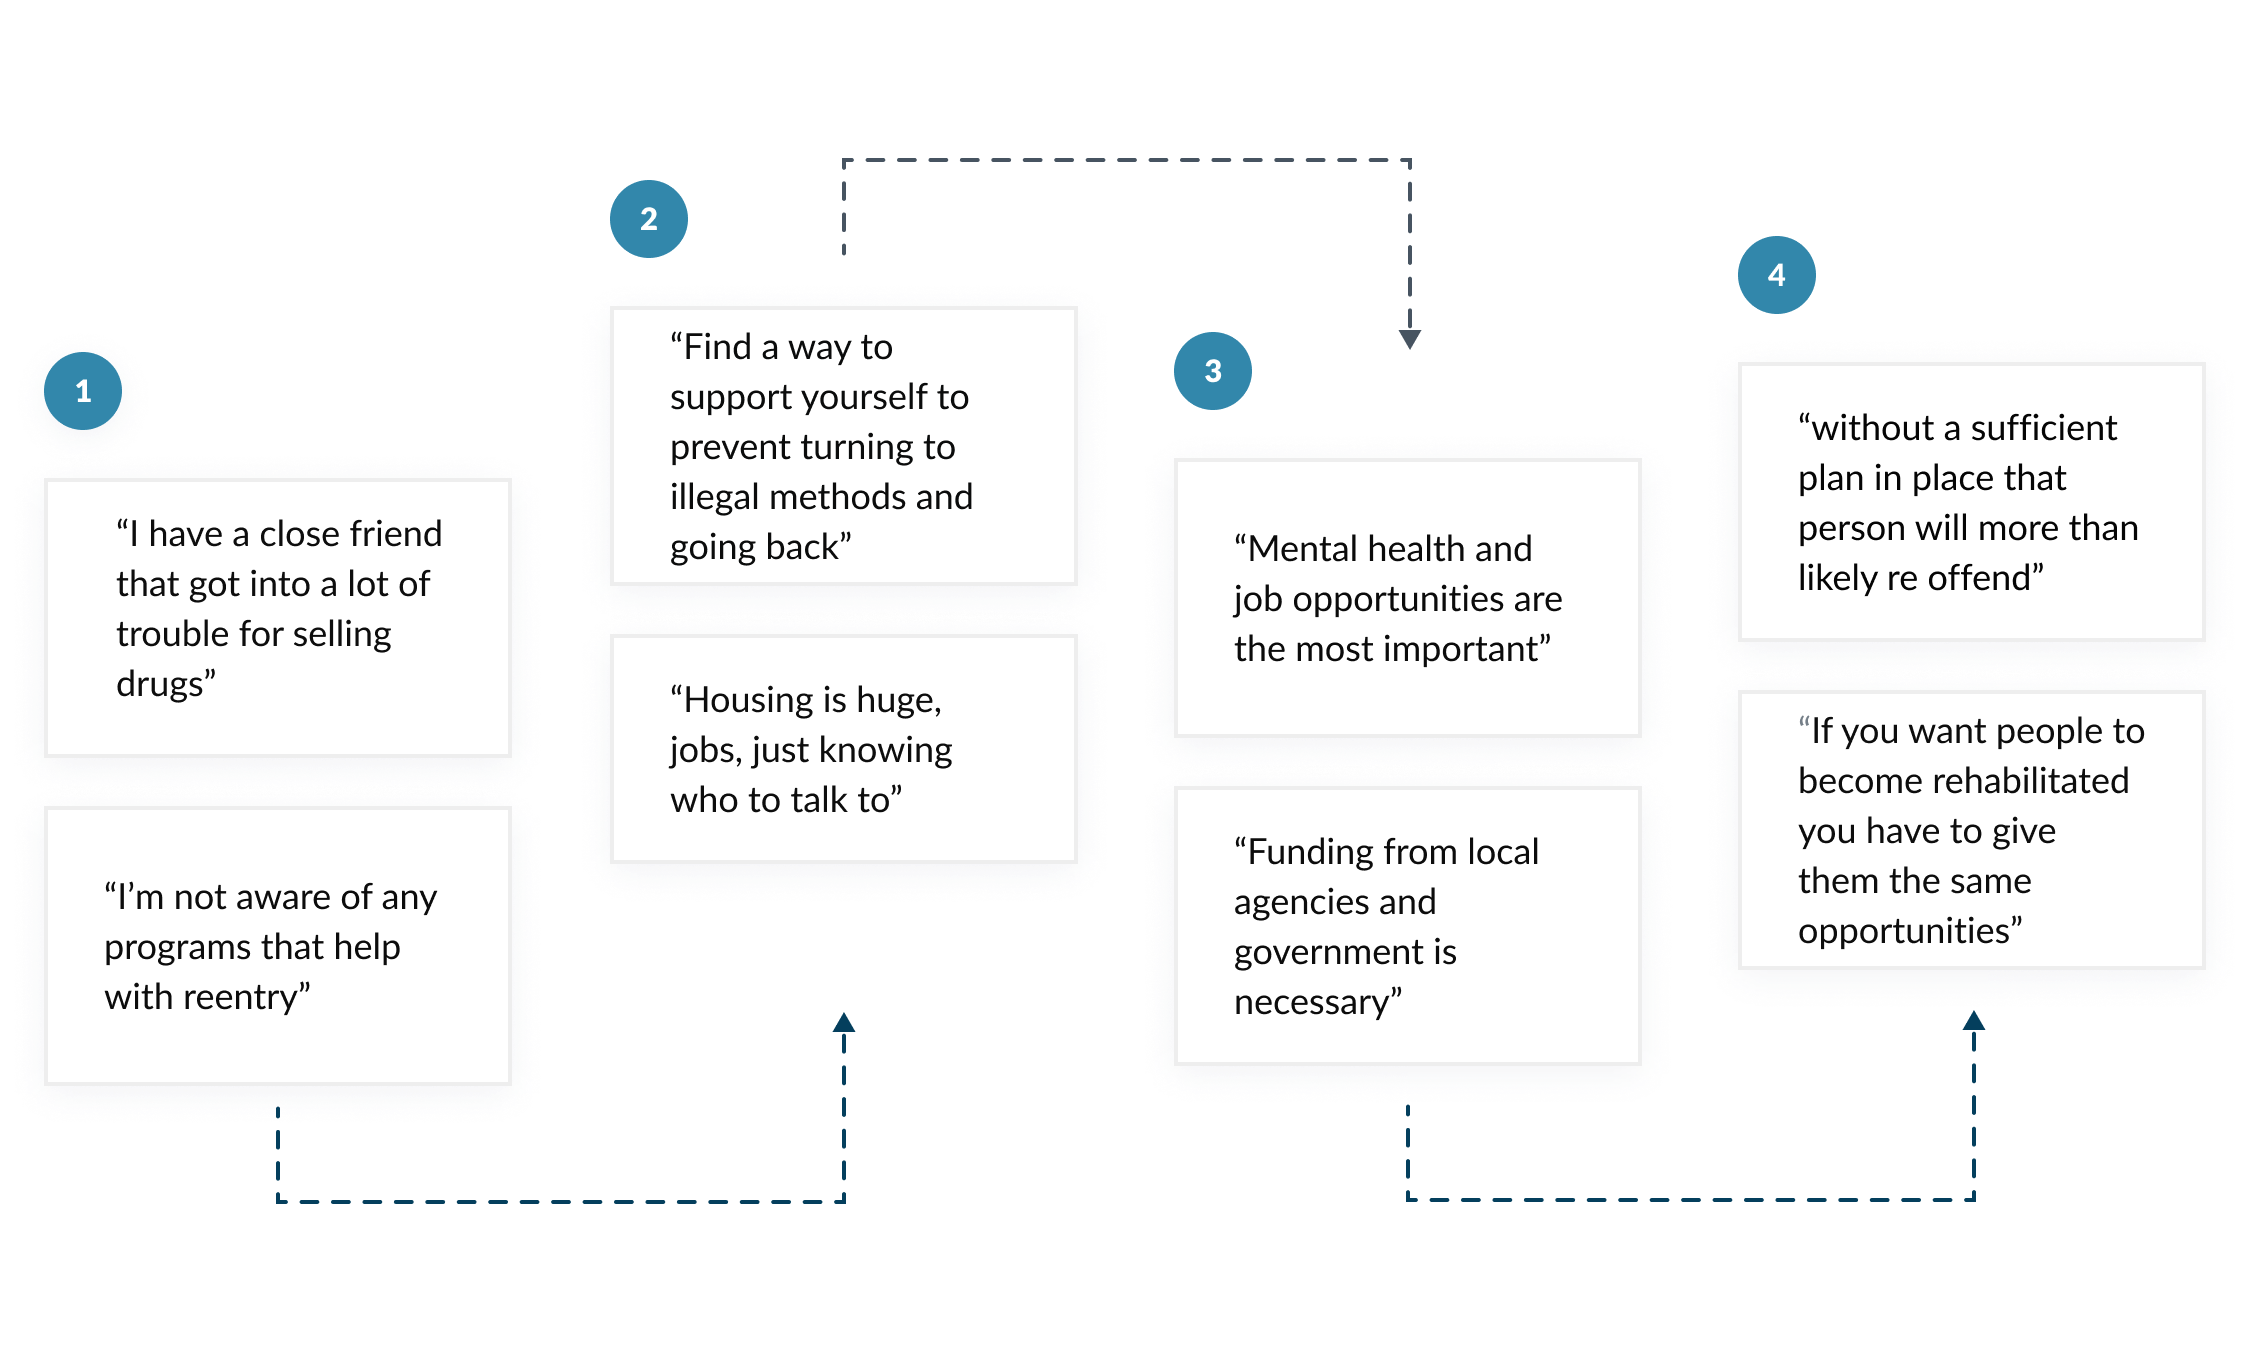 1
“I have a close friend
that got into a lot of
trouble for selling
drugs”
“I’m not aware of any
programs that help
with reentry”
2
“Find a way to
support yourself to
prevent turning to
illegal methods and
going back”
“Housing is huge,
jobs, just knowing
who to talk to”
3
“Mental health and
job opportunities are
the most important”
“Funding from local
agencies and
government is
necessary”
4
“without a sufficient
plan in place that
person will more than
likely re offend”
“If you want people to
become rehabilitated
you have to give
them the same
opportunities”